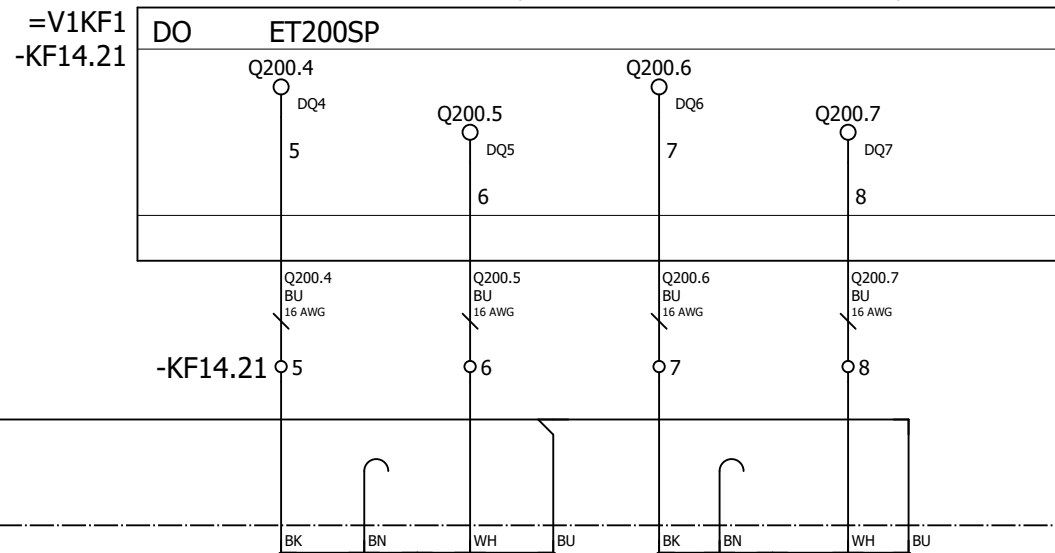 =V1KF1
-KF14.21
DO ET200SP
Q200.4 Q200.6
DQ4 DQ6
Q200.5 Q200.7
5 DQ5 7 DQ7
6 8
Q200.4 Q200.5 Q200.6 Q200.7
BU BU BU BU
16 AWG 16 AWG 16 AWG 16 AWG
-KF14.21 5 6 7 8
BK BN WH BU BK BN WH BU